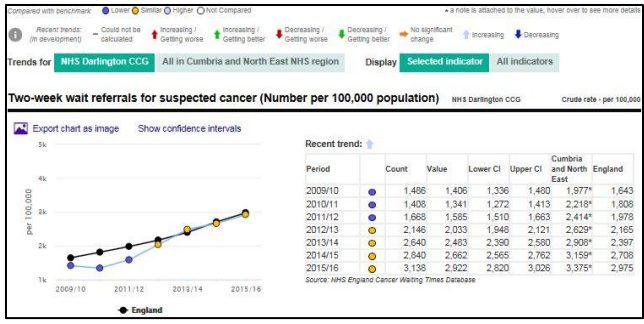 Compared with benchmark Lower Similar Higher Not Compared
* a note is attached to the value, hover over to see more details
Recent trends: (in development) – Could not be calculated Increasing / Getting worse Increasing / Getting better Decreasing / Getting worse Decreasing / Getting better No significant change Increasing Decreasing
Trends for NHS Darlington CCG All in Cumbria and North East NHS region Display Selected indicator All indicators
Two-week wait referrals for suspected cancer (Number per 100,000 population) NHS Darlington CCG Crude rate - per 100,000
Export chart as image Show confidence intervals
5k
4k
3k
2k
1k
per 100,000
2009/10 2011/12 2013/14 2015/16
England
Recent trend:
Period Count Value Lower CI Upper CI Cumbria and North East England
2009/10 1,486 1,406 1,336 1,480 1,977* 1,643
2010/11 1,408 1,341 1,272 1,413 2,218* 1,808
2011/12 1,668 1,585 1,510 1,663 2,414* 1,978
2012/13 2,146 2,033 1,948 2,121 2,629* 2,165
2013/14 2,640 2,483 2,390 2,580 2,908* 2,397
2014/15 2,840 2,662 2,565 2,762 3,159* 2,708
2015/16 3,138 2,922 2,820 3,026 3,375* 2,975
Source: NHS England Cancer Waiting Times Database